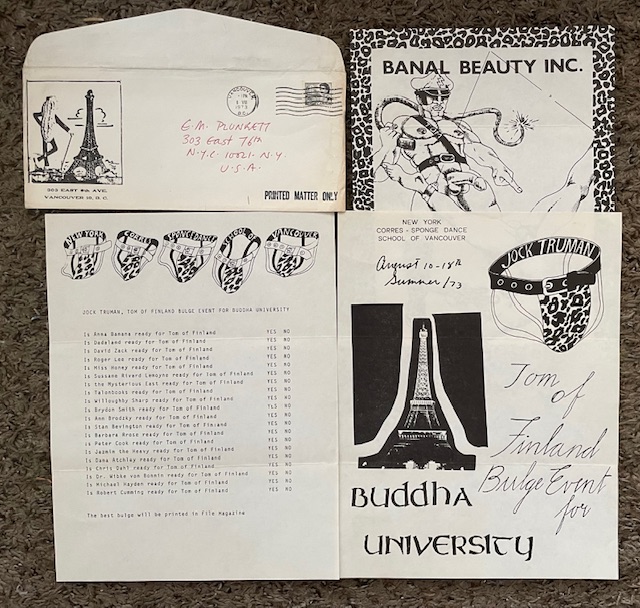 VANCOUVER
1973
B.C.
E.M. PLUNKETT
303 East 76th
N.Y.C. 10021. N.Y.
U.S.A.
303 EAST 8th AVE.
VANCOUVER 10, B.C.
PRINTED MATTER ONLY
BANAL BEAUTY INC.
NEW YORK
CORRES
SPONGE DANCE
SCHOOL OF
VANCOUVER
JOCK TRUMAN, TOM OF FINLAND BULGE EVENT FOR BUDDHA UNIVERSITY
Is Anna Banana ready for Tom of Finland YES NO
Is Dadaland ready for Tom of Finland YES NO
Is David Zack ready for Tom of Finland YES NO
Is Roger Lee ready for Tom of Finland YES NO
Is Miss Honey ready for Tom of Finland YES NO
Is Suzanne Rivard Lemoyne ready for Tom of Finland YES NO
Is the Mysterious East ready for Tom of Finland YES NO
Is Talonbooks ready for Tom of Finland YES NO
Is Willoughby Sharp ready for Tom of Finland YES NO
Is Brydon Smith ready for Tom of Finland YES NO
Is Ann Brodzky ready for Tom of Finland YES NO
Is Stan Bevington ready for Tom of Finland YES NO
Is Barbara Arose ready for Tom of Finland YES NO
Is Peter Cook ready for Tom of Finland YES NO
Is Jasmin the Heavy ready for Tom of Finland YES NO
Is Dana Atchley ready for Tom of Finland YES NO
Is Chris Dahl ready for Tom of Finland YES NO
Is Dr. Wibke von Bonnin ready for Tom of Finland YES NO
Is Michael Hayden ready for Tom of Finland YES NO
Is Robert Cumming ready for Tom of Finland YES NO
The best bulge will be printed in File Magazine
NEW YORK
CORRES-SPONGE DANCE
SCHOOL OF VANCOUVER
August 10-18th
Summer/73
JOCK TRUMAN
Tom
of
Finland
Bulge Event
for
BUDDHA
UNIVERSITY